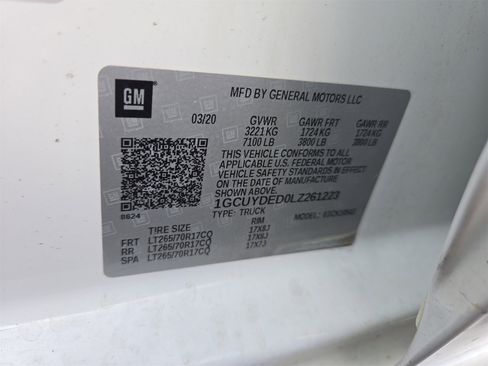 GM
MFD BY GENERAL MOTORS LLC
03/20 GVWR GAWR FRT GAWR RR
3221 KG 1724 KG 1724 KG
7100 LB 3800 LB 3800 LB
THIS VEHICLE CONFORMS TO ALL
APPLICABLE U.S. FEDERAL MOTOR
VEHICLE SAFETY STANDARDS IN
EFFECT ON THE DATE OF
MANUFACTURE SHOWN ABOVE.
1GCUYDED0LZ261223
TYPE: TRUCK MODEL:
8624
TIRE SIZE RIM
FRT LT265/70R17CQ 17X8J
RR LT265/70R17CQ 17X8J
SPA LT265/70R17CQ 17X7J